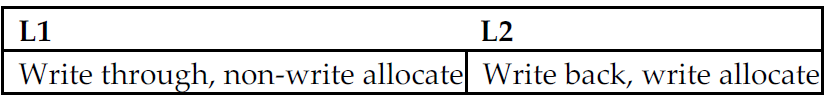 L1 L2
Write through, non-write allocate Write back, write allocate